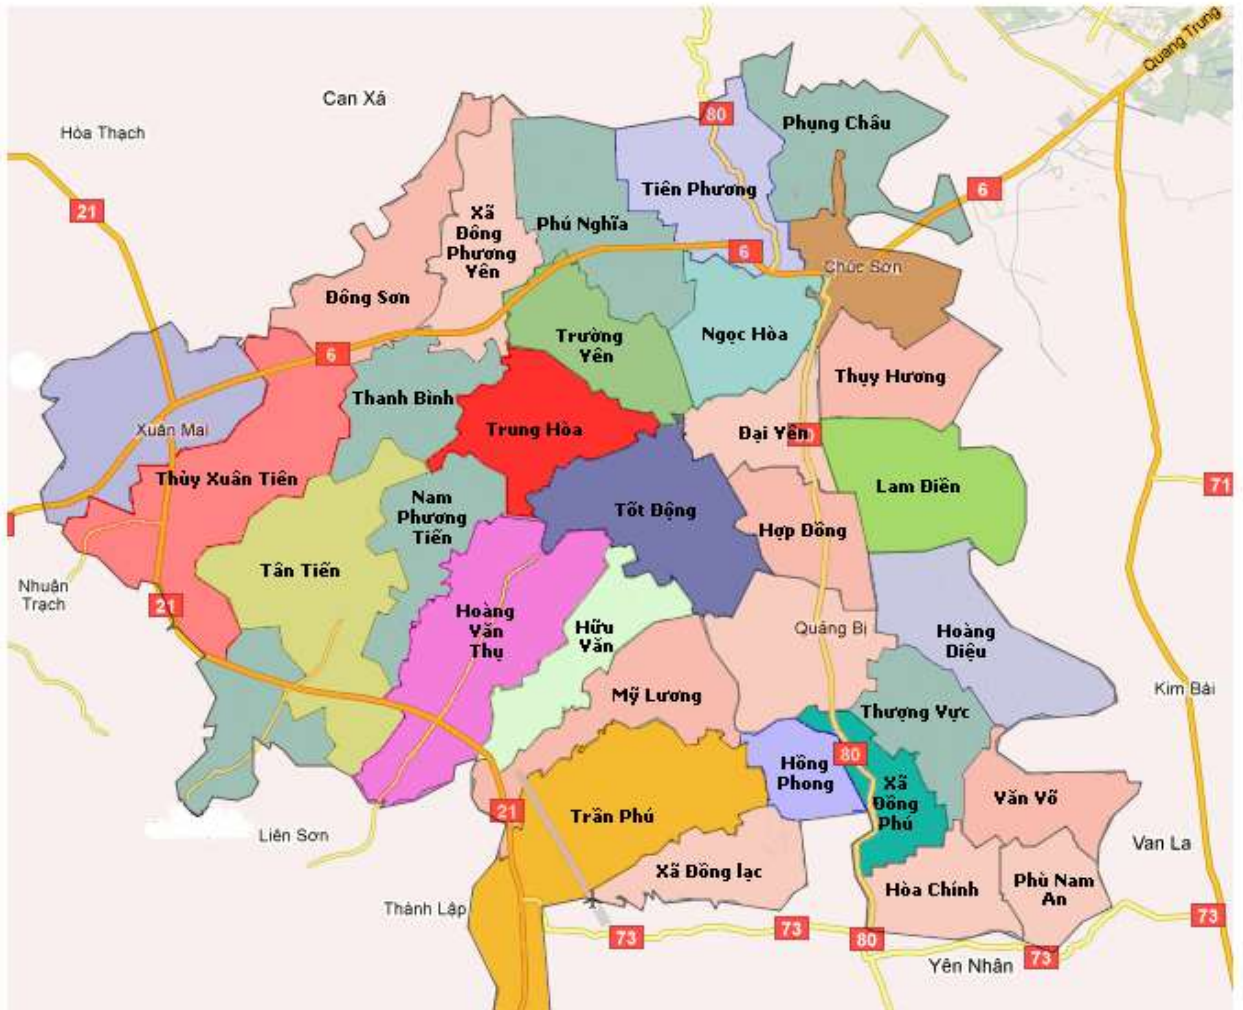 Quang Trung
Can Xá
80
Phụng Châu
Hòa Thạch
Tiên Phương
6
21
Xã
Đông
Phương
Yên
Phú Nghĩa
6
Chúc Sơn
Đông Sơn
Trường
Yên
Ngọc Hòa
6
Thụy Hương
Thanh Bình
Xuân Mai
Trung Hòa
Đại Yên
Thủy Xuân Tiên
Lam Điền
71
Nam
Phương
Tiến
Tốt Động
Hợp Đồng
Tân Tiến
Nhuận
Trạch
21
Hoàng
Văn
Thụ
Hữu
Văn
Quảng Bị
Hoàng
Diệu
Mỹ Lương
Kim Bài
Thượng Vực
80
Hồng
Phong
Xã
Đồng
Phú
Văn Võ
21
Trần Phú
Liên Sơn
Van La
Xã Đồng lạc
Hòa Chính
Phù Nam
An
Thành Lập
73
73
80
73
73
Yên Nhân